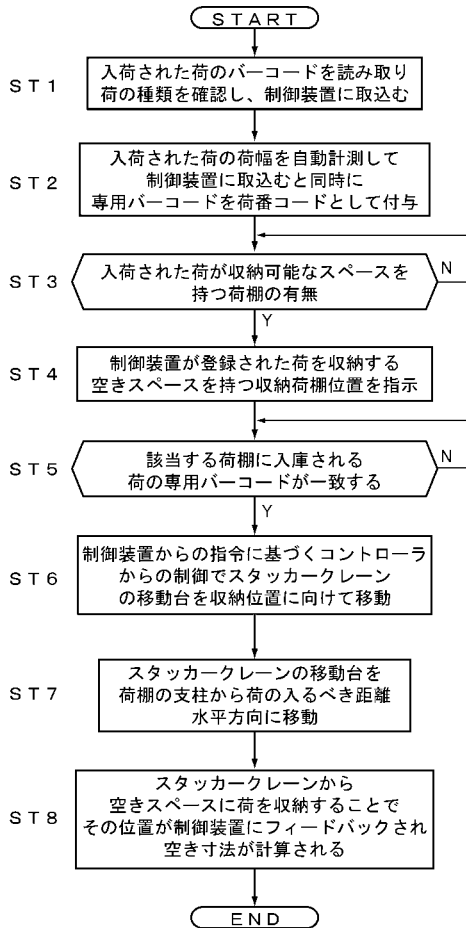 START
ST1
入荷された荷のバーコードを読み取り
荷の種類を確認し、制御装置に取込む
ST2
入荷された荷の荷幅を自動計測して
制御装置に取込むと同時に
専用バーコードを荷番コードとして付与
ST3
入荷された荷が収納可能なスペースを
持つ荷棚の有無
N
Y
ST4
制御装置が登録された荷を収納する
空きスペースを持つ収納荷棚位置を指示
ST5
該当する荷棚に入庫される
荷の専用バーコードが一致する
N
Y
ST6
制御装置からの指令に基づくコントローラ
からの制御でスタッカークレーン
の移動台を収納位置に向けて移動
ST7
スタッカークレーンの移動台を
荷棚の支柱から荷の入るべき距離
水平方向に移動
ST8
スタッカークレーンから
空きスペースに荷を収納することで
その位置が制御装置にフィードバックされ
空き寸法が計算される
END